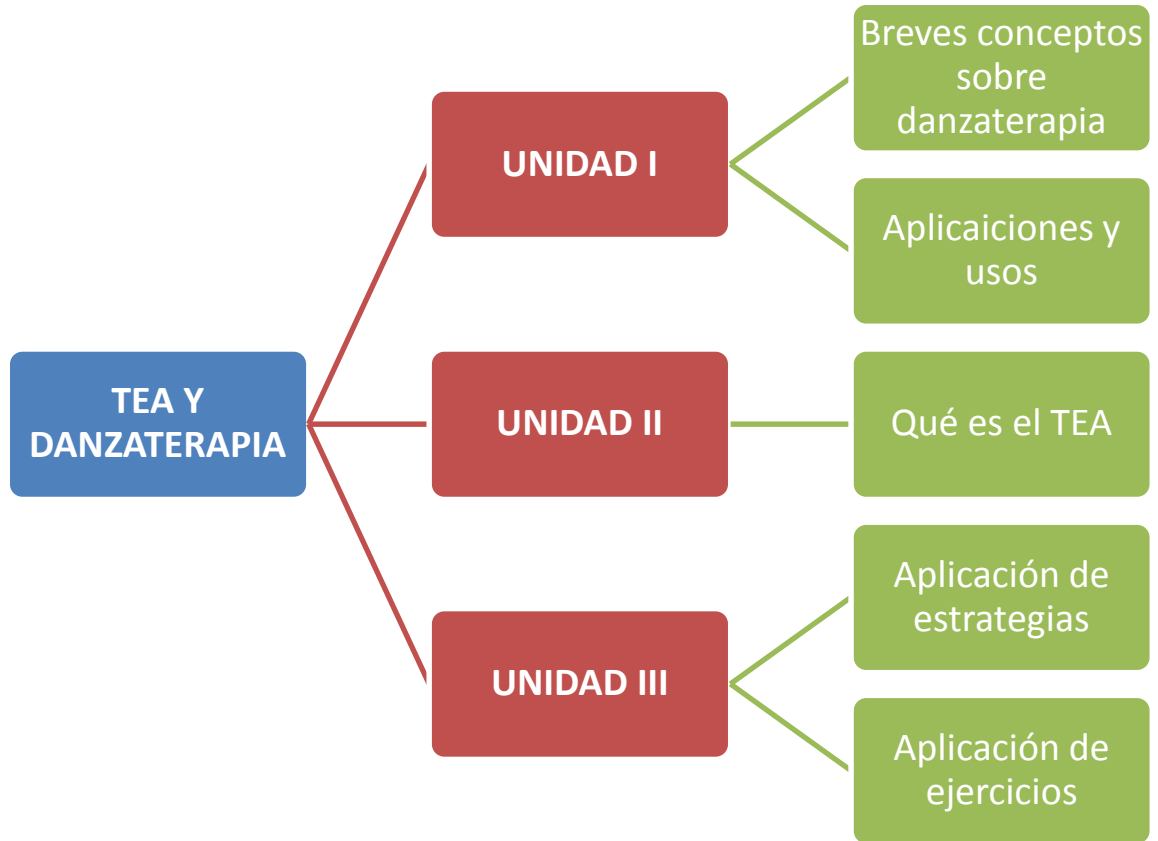 TEA Y
DANZATERAPIA
UNIDAD I
Breves conceptos
sobre
danzaterapia
Aplicaiciones y
usos
UNIDAD II
Qué es el TEA
UNIDAD III
Aplicación de
estrategias
Aplicación de
ejercicios